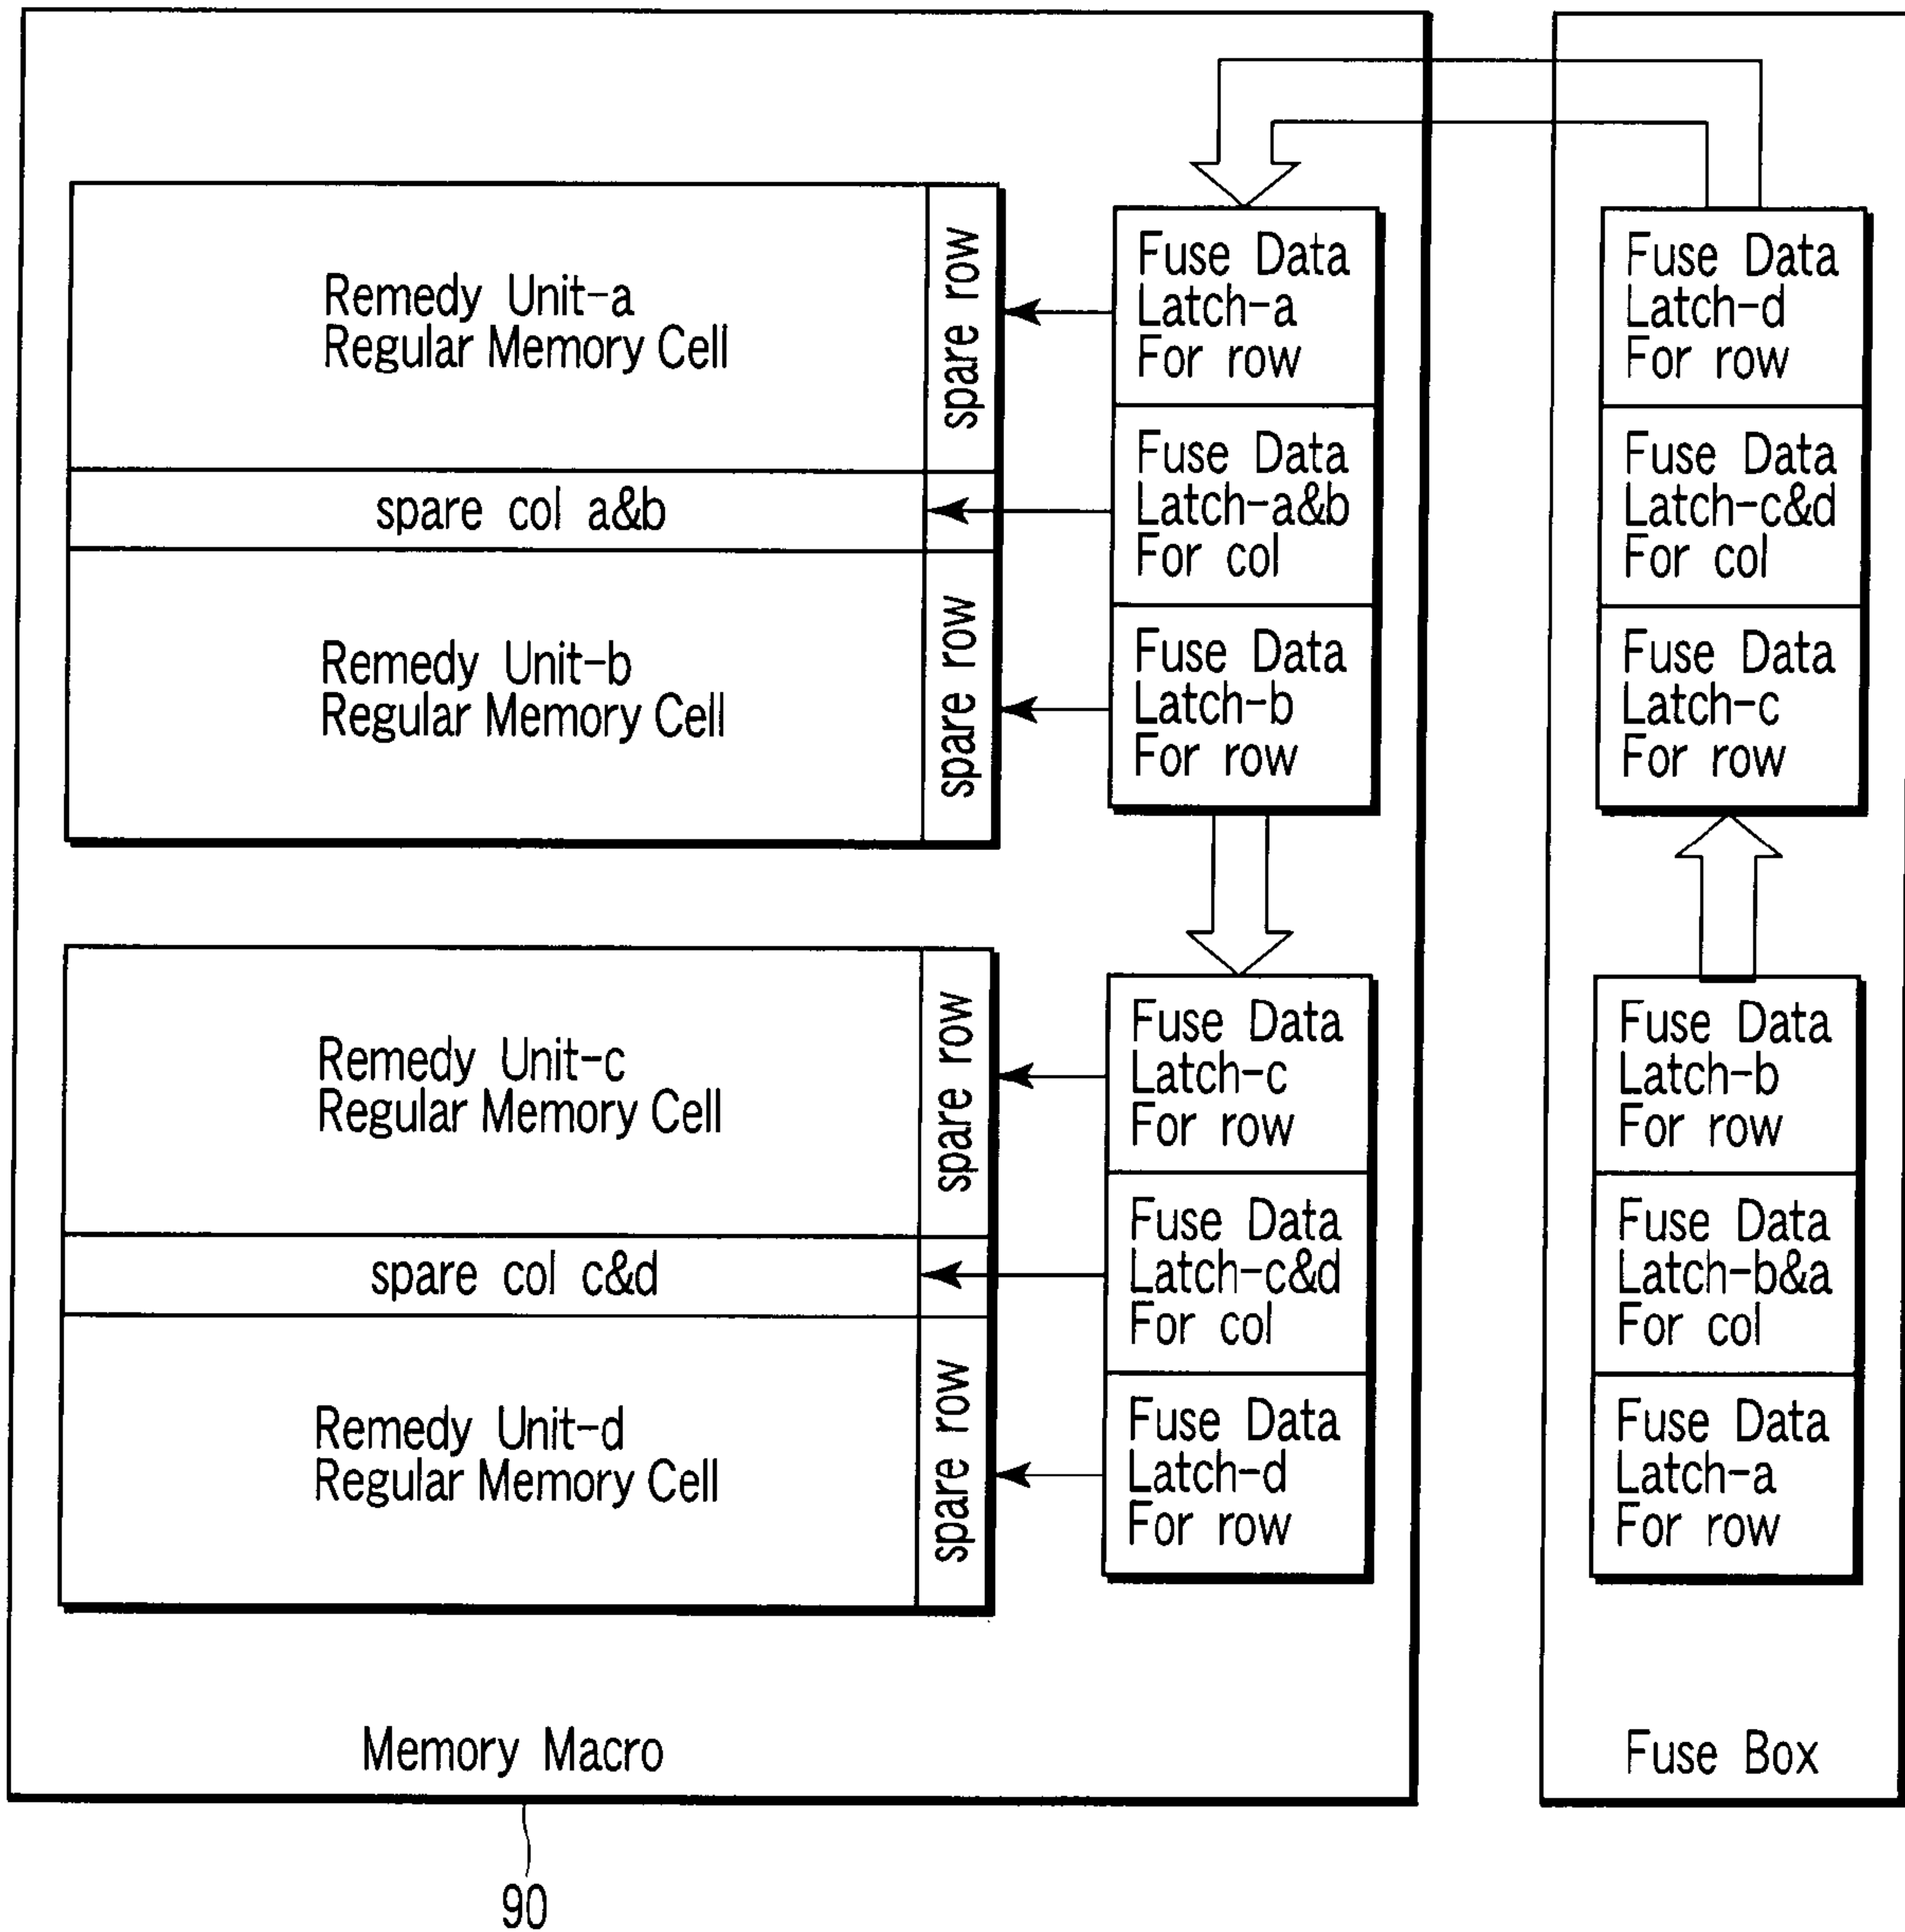 Remedy Unit-a
Regular Memory Cell
spare row
spare col a&b
Remedy Unit-b
Regular Memory Cell
spare row
Fuse Data
Latch-a
For row
Fuse Data
Latch-a&b
For col
Fuse Data
Latch-b
For row
Remedy Unit-c
Regular Memory Cell
spare row
spare col c&d
Remedy Unit-d
Regular Memory Cell
spare row
Fuse Data
Latch-c
For row
Fuse Data
Latch-c&d
For col
Fuse Data
Latch-d
For row
Memory Macro
90
Fuse Data
Latch-d
For row
Fuse Data
Latch-c&d
For col
Fuse Data
Latch-c
For row
Fuse Data
Latch-b
For row
Fuse Data
Latch-b&a
For col
Fuse Data
Latch-a
For row
Fuse Box